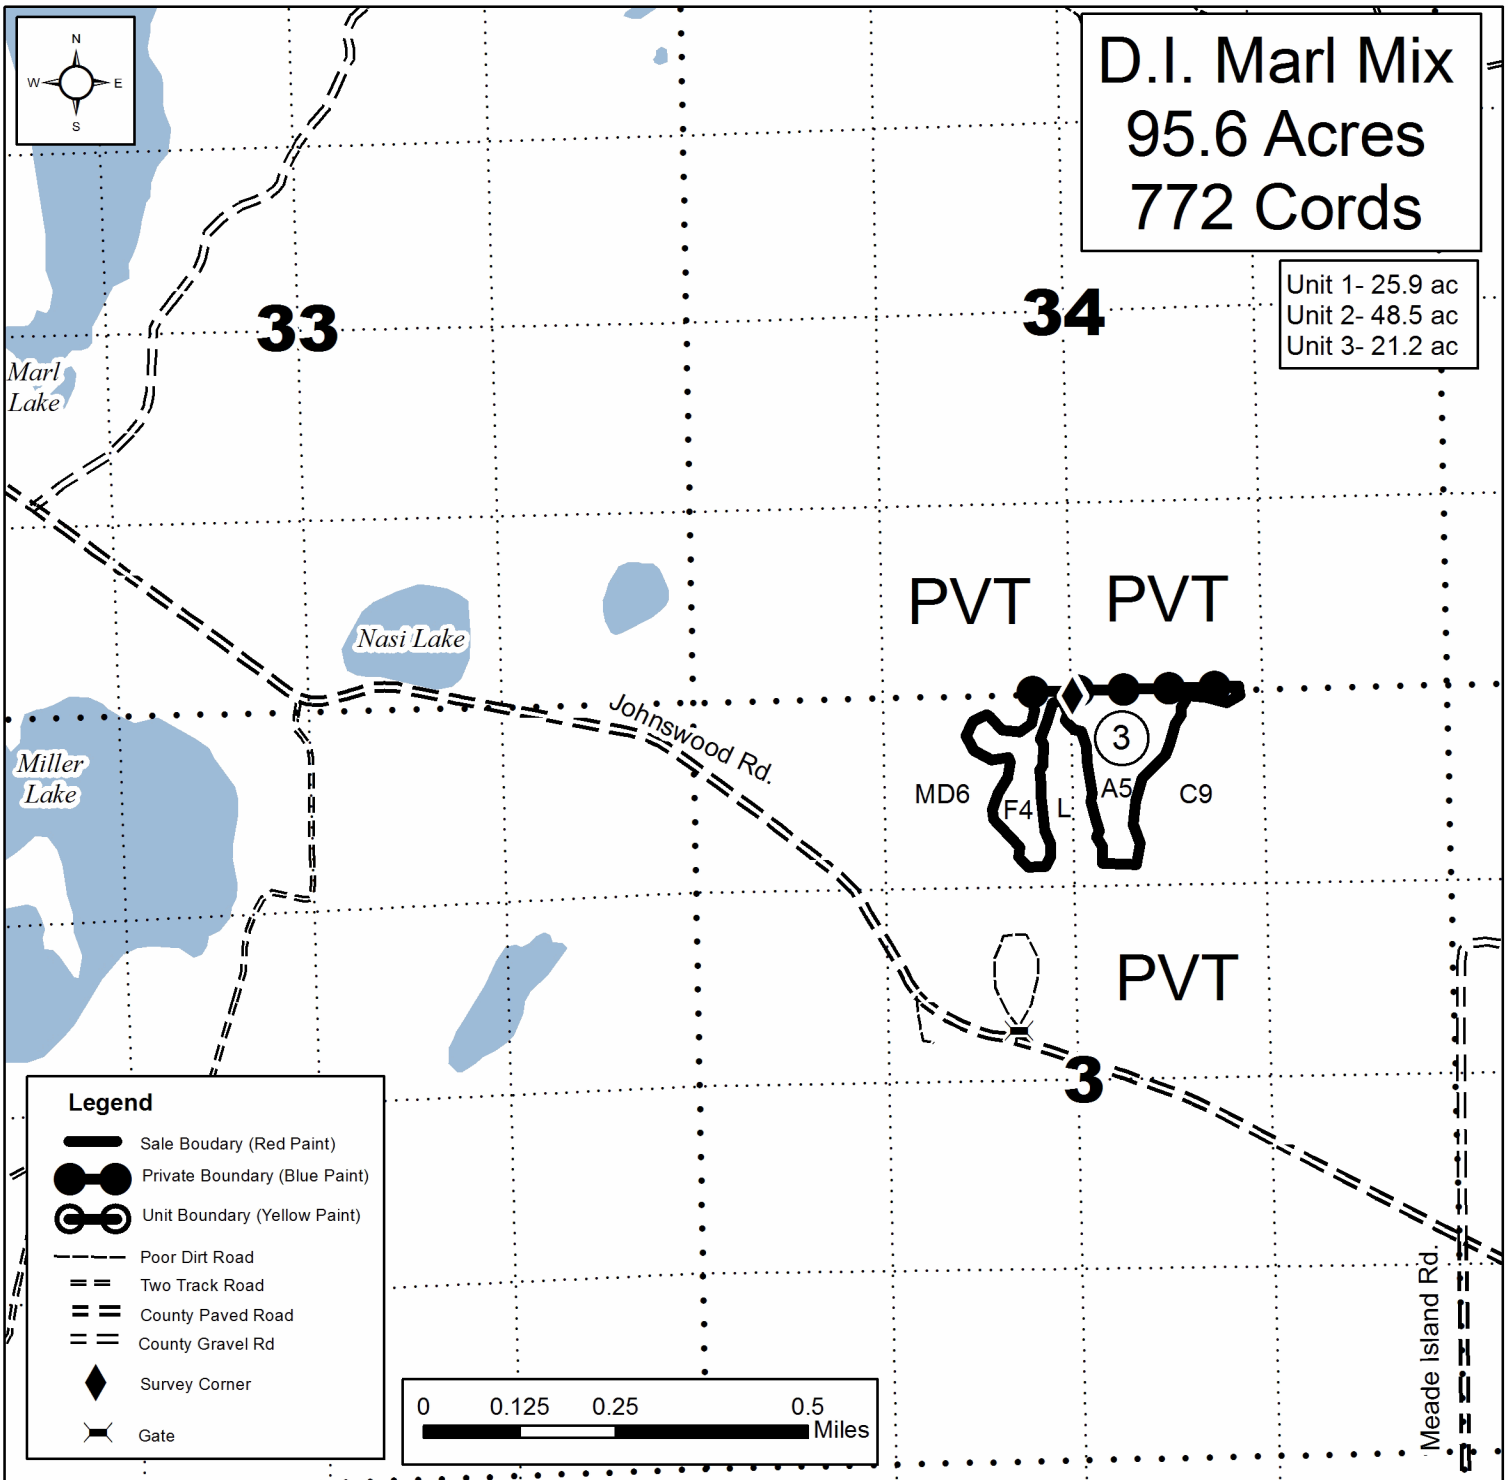 N
W E
S
D.I. Marl Mix
95.6 Acres
772 Cords
Unit 1- 25.9 ac
Unit 2- 48.5 ac
Unit 3- 21.2 ac
33
34
Marl
Lake
PVT
PVT
Nasi Lake
Johnswood Rd.
3
Miller
Lake
MD6
F4
L
A5
C9
PVT
3
Meade Island Rd.
Legend
Sale Boudary (Red Paint)
Private Boundary (Blue Paint)
Unit Boundary (Yellow Paint)
Poor Dirt Road
Two Track Road
County Paved Road
County Gravel Rd
Survey Corner
Gate
0 0.125 0.25 0.5
Miles